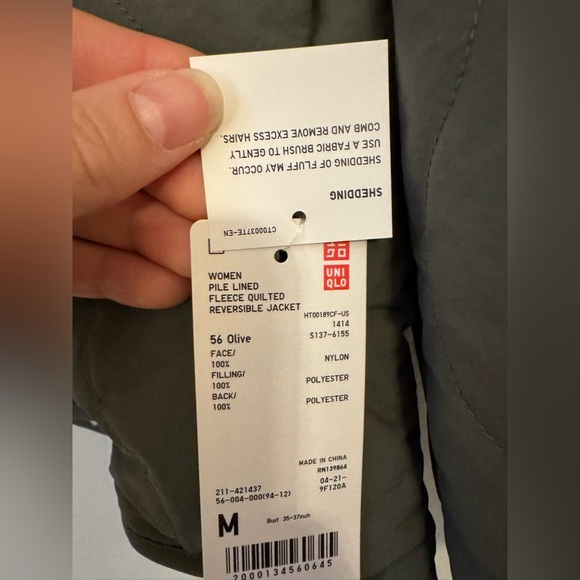 SHEDDING
SHEDDING OF FLUFF MAY OCCUR.
USE A FABRIC BRUSH TO GENTLY
COMB AND REMOVE EXCESS HAIRS.
CT00037TE-EN
UNI
QLO
WOMEN
PILE LINED
FLEECE QUILTED
REVERSIBLE JACKET
HT00189CF-US
1414
56 Olive
S137-6155
FACE/
100% NYLON
FILLING/
100% POLYESTER
BACK/
100% POLYESTER
MADE IN CHINA
RN139864
211-421437 04-21-
56-004-000(94-12) 9F120A
M Bust 35-37inch
2000134560645